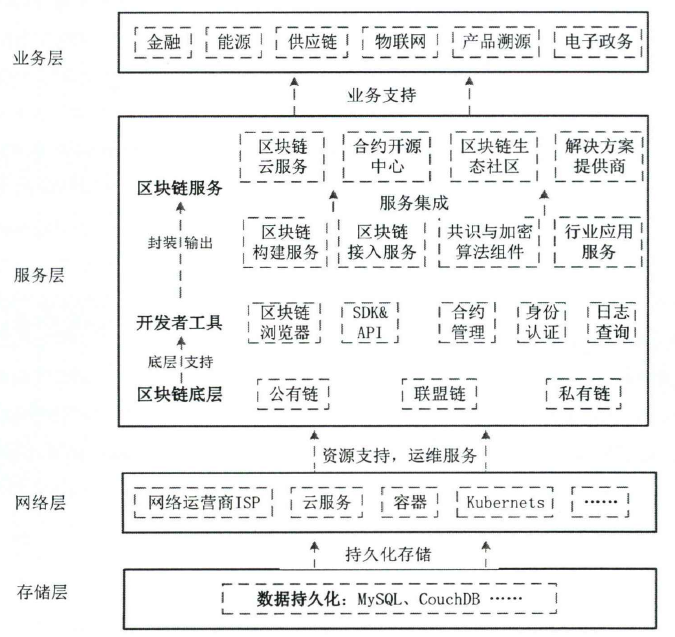 业务层
金融 能源 供应链 物联网 产品溯源 电子政务
业务支持
服务层
区块链服务
封装 输出
开发者工具
底层 支持
区块链底层
区块链
云服务
合约开源
中心
区块链生
态社区
解决方案
提供商
服务集成
区块链
构建服务
区块链
接入服务
共识与加密
算法组件
行业应用
服务
区块链
浏览器
SDK&
API
合约
管理
身份
认证
日志
查询
公有链 联盟链 私有链
资源支持，运维服务
网络层
网络运营商ISP 云服务 容器 Kubernets ……
持久化存储
存储层
数据持久化：MySQL、CouchDB ……